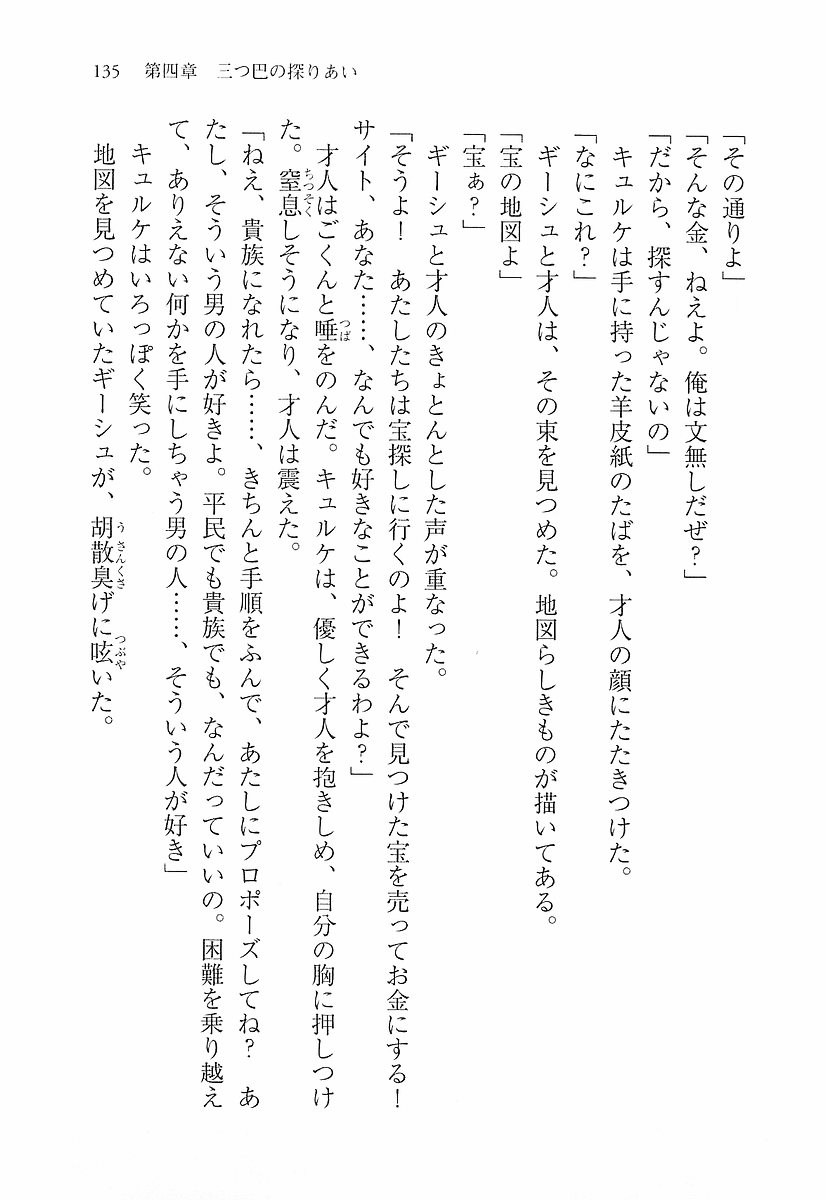 135　第四章　三つ巴の探りあい
「その通りよ」
「そんな金、ねえよ。俺は文無しだぜ？」
「だから、探すんじゃないの」
　キュルケは手に持った羊皮紙のたばを、才人の顔にたたきつけた。
「なにこれ？」
　ギーシュと才人は、その束を見つめた。地図らしきものが描いてある。
「宝の地図よ」
「宝ぁ？」
　ギーシュと才人のきょとんとした声が重なった。
「そうよ！　あたしたちは宝探しに行くのよ！　そんで見つけた宝を売ってお金にする！
サイト、あなた……、なんでも好きなことができるわよ？」
　才人はごくんと唾をのんだ。キュルケは、優しく才人を抱きしめ、自分の胸に押しつけ
た。窒息しそうになり、才人は震えた。
「ねえ、貴族になれたら……、きちんと手順をふんで、あたしにプロポーズしてね？　あ
たし、そういう男の人が好きよ。平民でも貴族でも、なんだっていいの。困難を乗り越え
て、ありえない何かを手にしちゃう男の人……、そういう人が好き」
　キュルケはいろっぽく笑った。
　地図を見つめていたギーシュが、胡散臭げに呟いた。